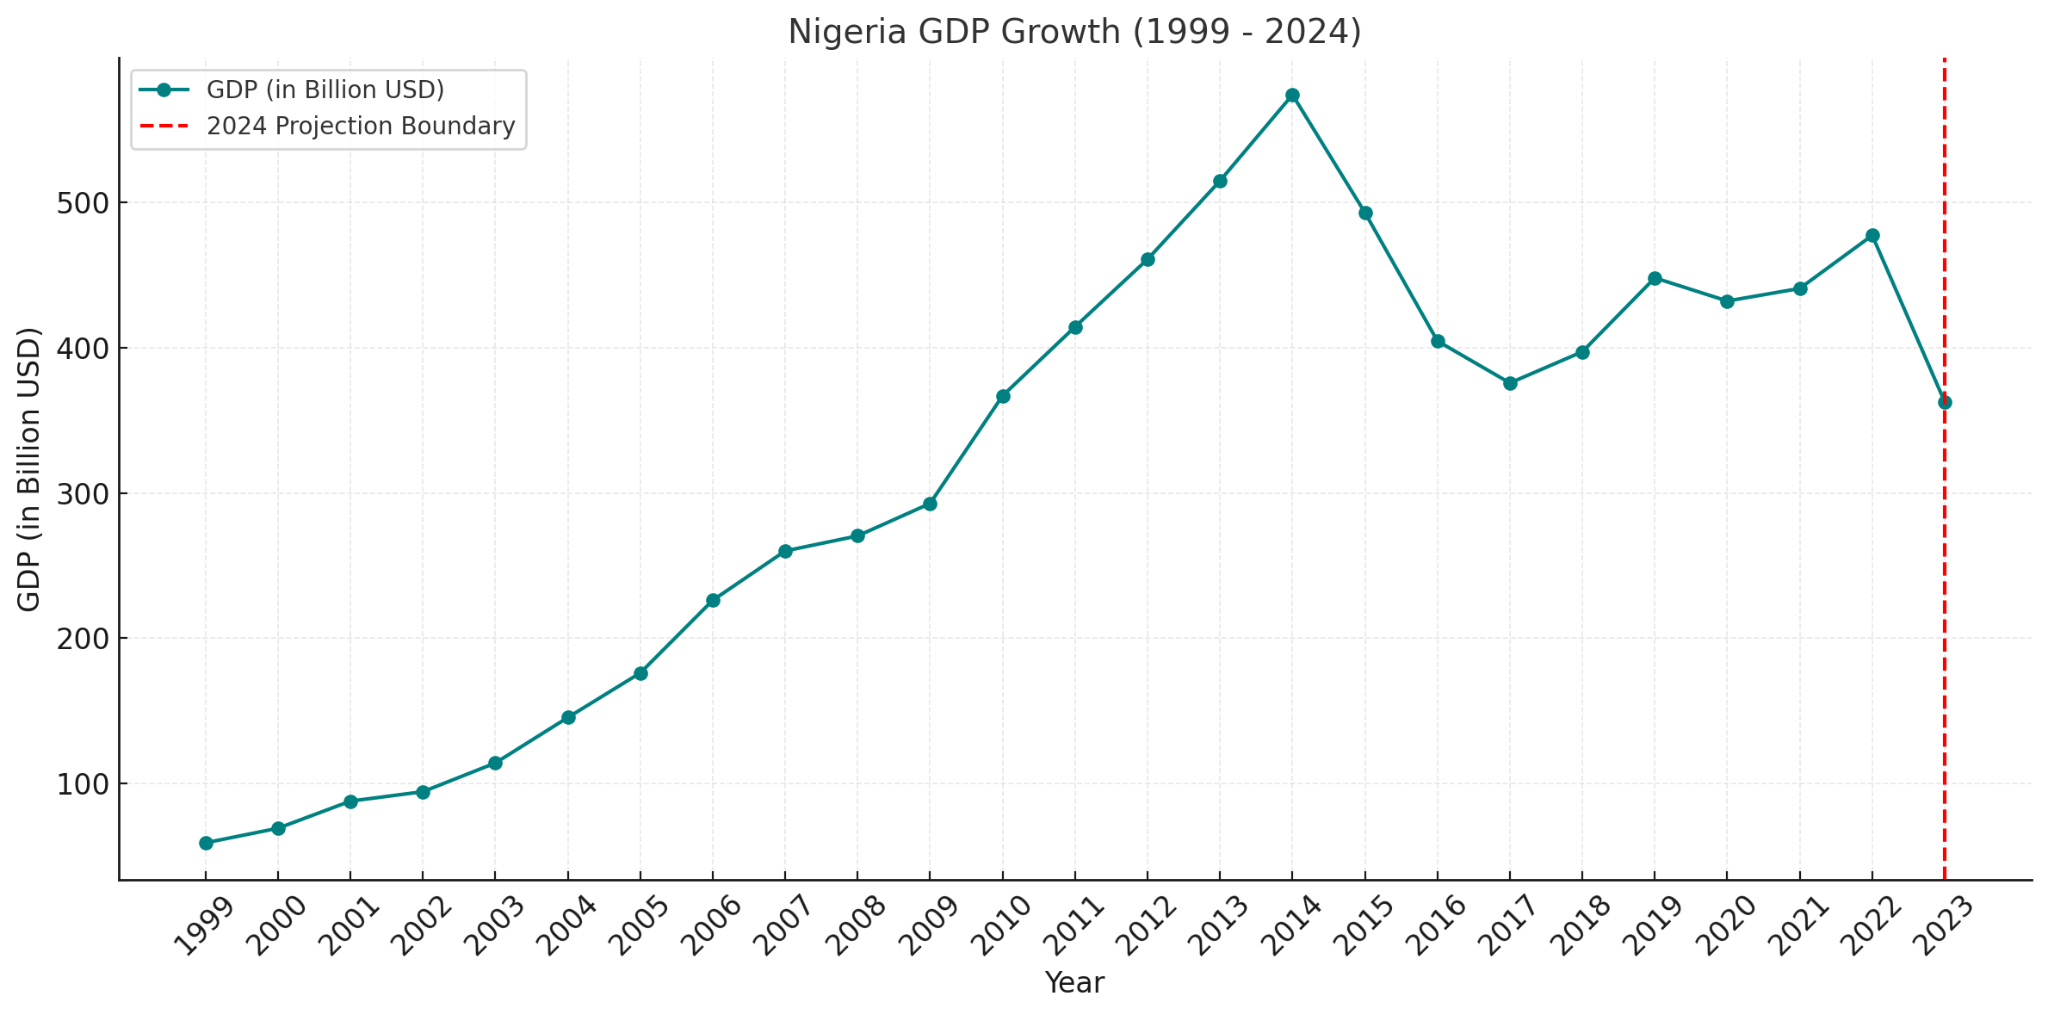 Nigeria GDP Growth (1999 - 2024)
GDP (in Billion USD)
2024 Projection Boundary
GDP (in Billion USD)
500
400
300
200
100
1999 2000 2001 2002 2003 2004 2005 2006 2007 2008 2009 2010 2011 2012 2013 2014 2015 2016 2017 2018 2019 2020 2021 2022 2023
Year